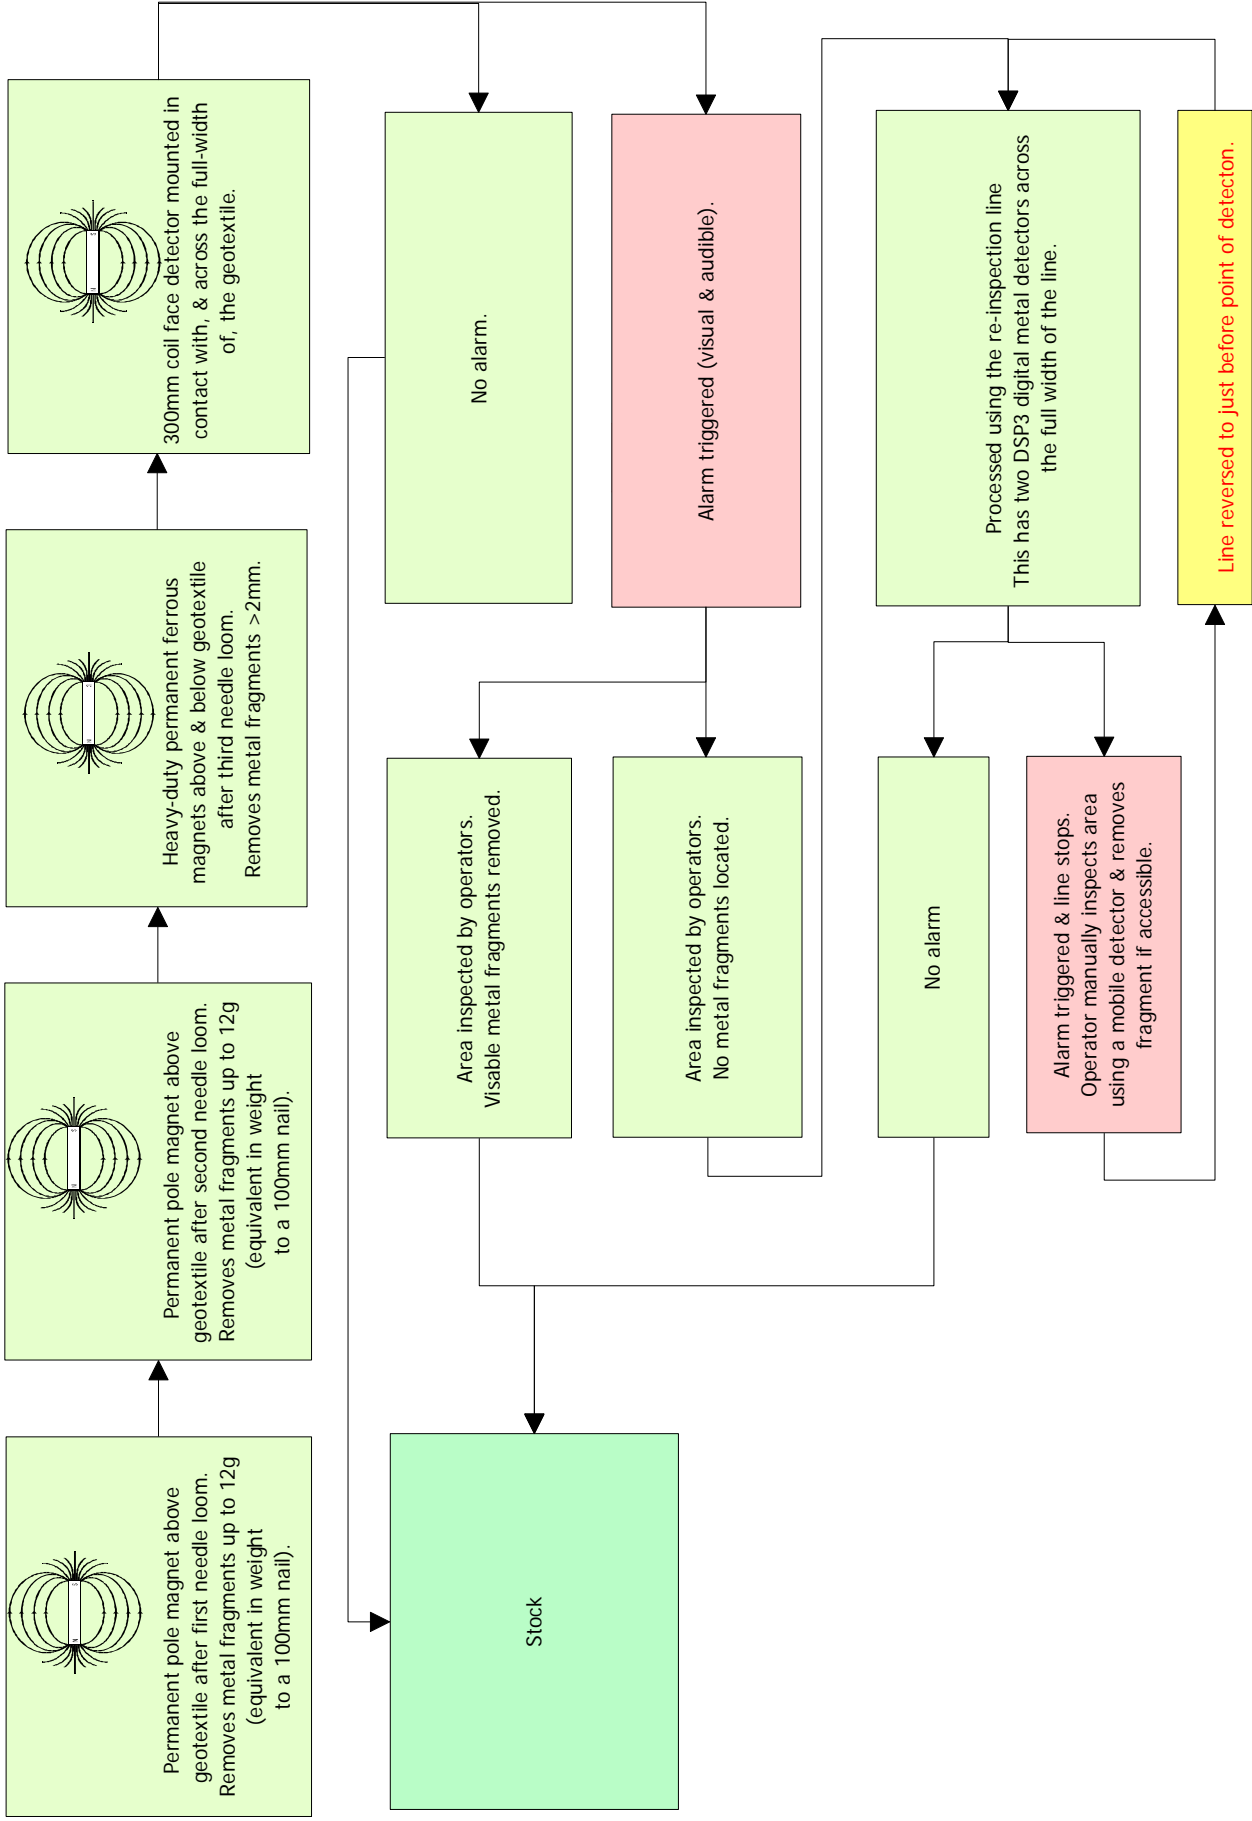 Permanent pole magnet above
geotextile after first needle loom.
Removes metal fragments up to 12g
(equivalent in weight
to a 100mm nail).
Permanent pole magnet above
geotextile after second needle loom.
Removes metal fragments up to 12g
(equivalent in weight
to a 100mm nail).
Heavy-duty permanent ferrous
magnets above & below geotextile
after third needle loom.
Removes metal fragments >2mm.
300mm coil face detector mounted in
contact with, & across the full-width
of, the geotextile.
No alarm.
Alarm triggered (visual & audible).
Area inspected by operators.
Visable metal fragments removed.
Area inspected by operators.
No metal fragments located.
Processed using the re-inspection line
This has two DSP3 digital metal detectors across
the full width of the line.
No alarm
Alarm triggered & line stops.
Operator manually inspects area
using a mobile detector & removes
fragment if accessible.
Line reversed to just before point of detecton.
Stock